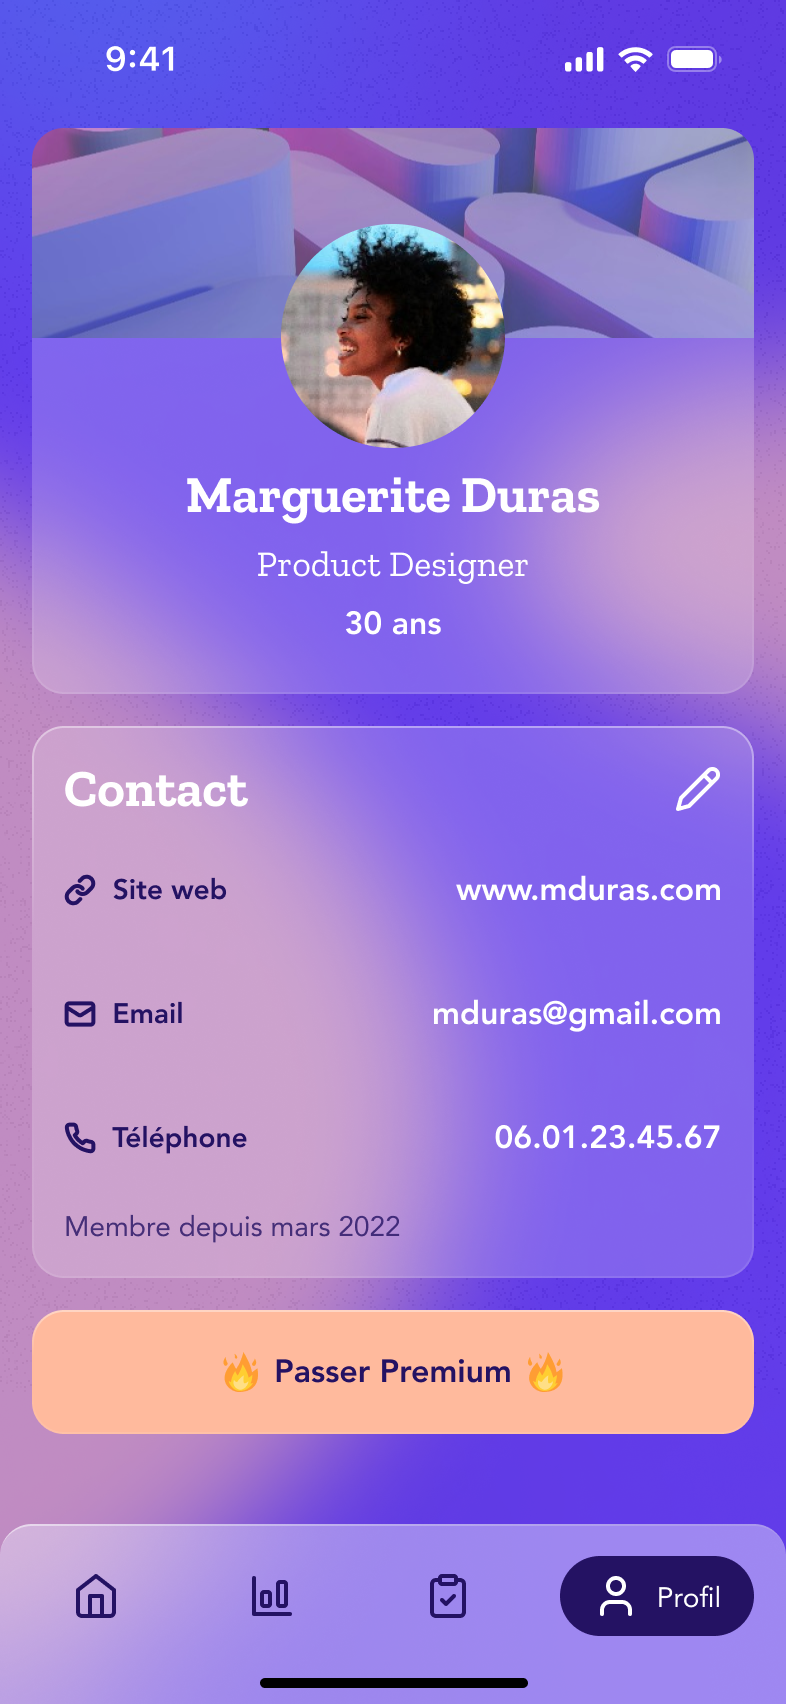 9:41
Marguerite Duras
Product Designer
30 ans
Contact
Site web www.mduras.com
Email mduras@gmail.com
Téléphone 06.01.23.45.67
Membre depuis mars 2022
🔥 Passer Premium 🔥
Profil